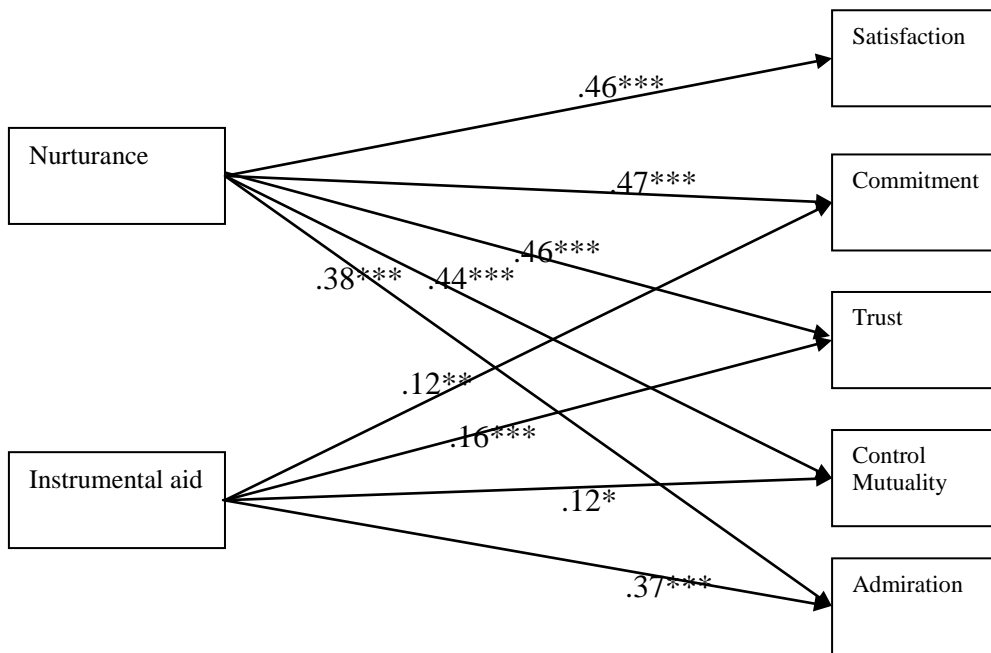 Satisfaction
.46***
Nurturance
Commitment
.47***
.46***
.38***
.44***
Trust
.12**
.16***
Instrumental aid
Control
Mutuality
.12*
.37***
Admiration